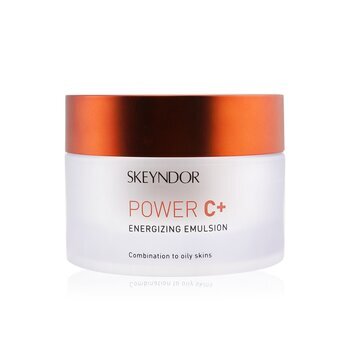 SKEYNDOR
POWER C+
ENERGIZING EMULSION
Combination to oily skins